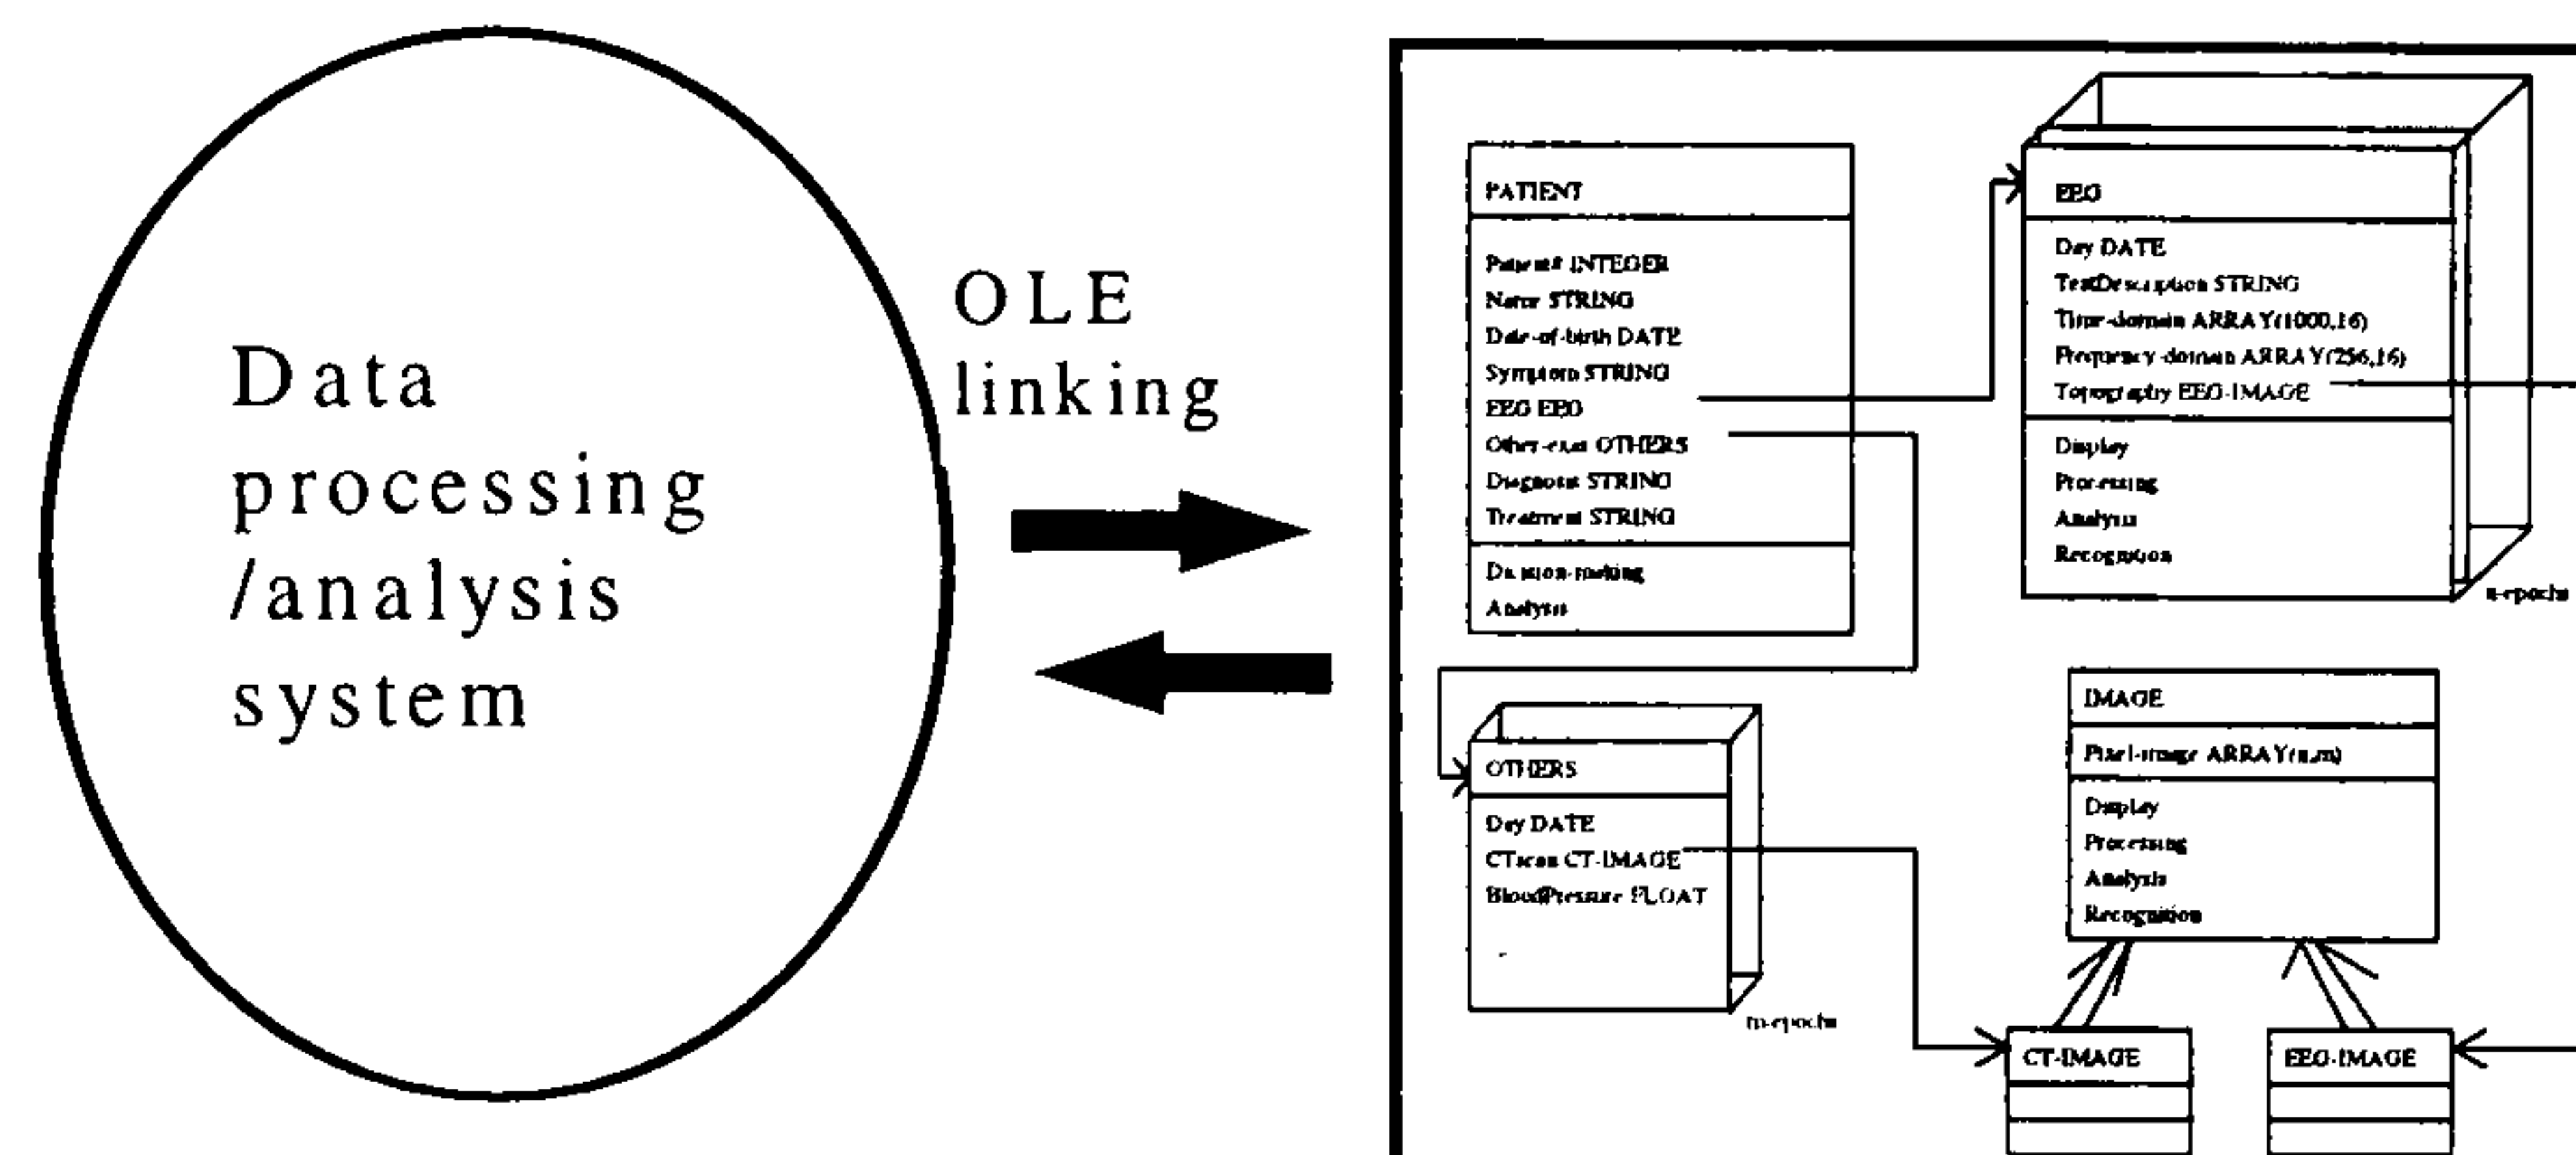 Data
processing
/analysis
system
OLE
linking
PATIENT
Patient# INTEGER
Name STRING
Date-of-birth DATE
Symptom STRING
EEG EEG
Other-exam OTHERS
Diagnosis STRING
Treatment STRING
Decision-making
Analysis
EEG
Day DATE
TestDescription STRING
Time-domain ARRAY(1000,16)
Frequency-domain ARRAY(256,16)
Topography EEG-IMAGE
Display
Processing
Analysis
Recognition
n-epochs
OTHERS
Day DATE
CTscan CT-IMAGE
BloodPressure FLOAT
m-epochs
IMAGE
Pixel-image ARRAY(n,m)
Display
Processing
Analysis
Recognition
CT-IMAGE
EEG-IMAGE